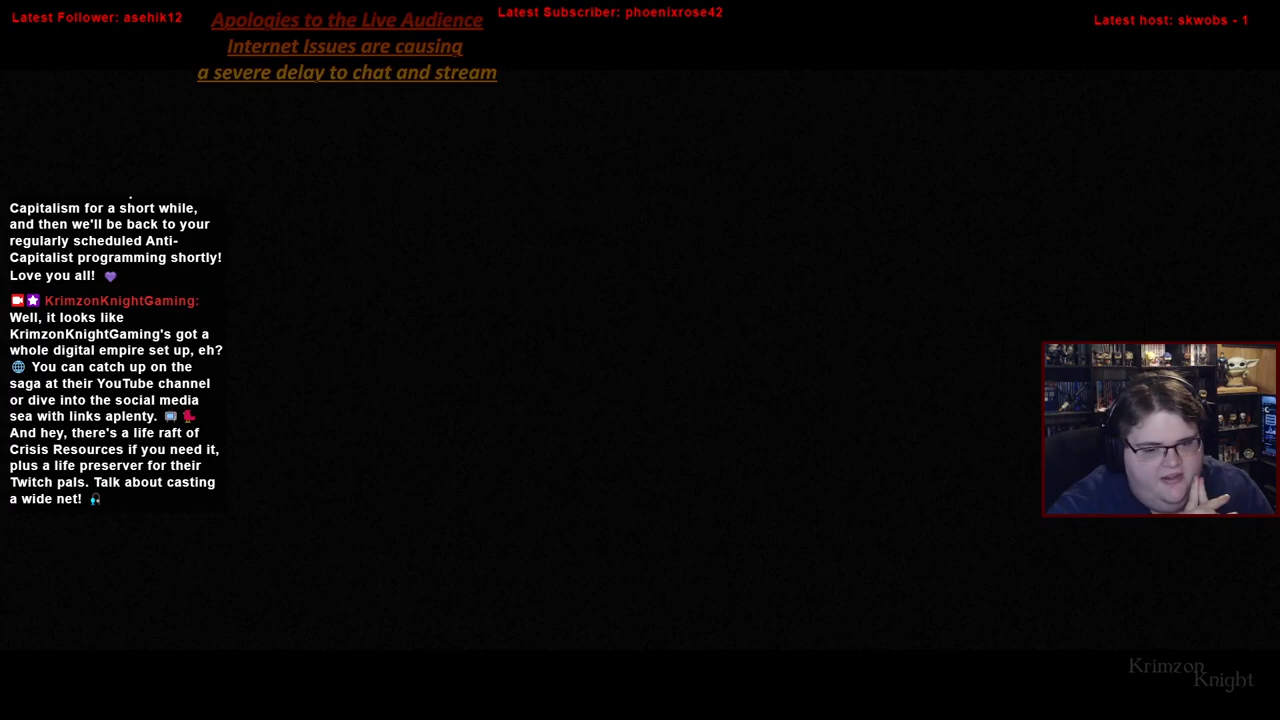 Latest Follower: asehik12
Apologies to the Live Audience
Internet Issues are causing
a severe delay to chat and stream
Latest Subscriber: phoenixrose42
Latest host: skwobs - 1
Capitalism for a short while,
and then we'll be back to your
regularly scheduled Anti-
Capitalist programming shortly!
Love you all! 💜
KrimzonKnightGaming:
Well, it looks like
KrimzonKnightGaming's got a
whole digital empire set up, eh?
🌐 You can catch up on the
saga at their YouTube channel
or dive into the social media
sea with links aplenty.
And hey, there's a life raft of
Crisis Resources if you need it,
plus a life preserver for their
Twitch pals. Talk about casting
a wide net!
Krimzon
Knight